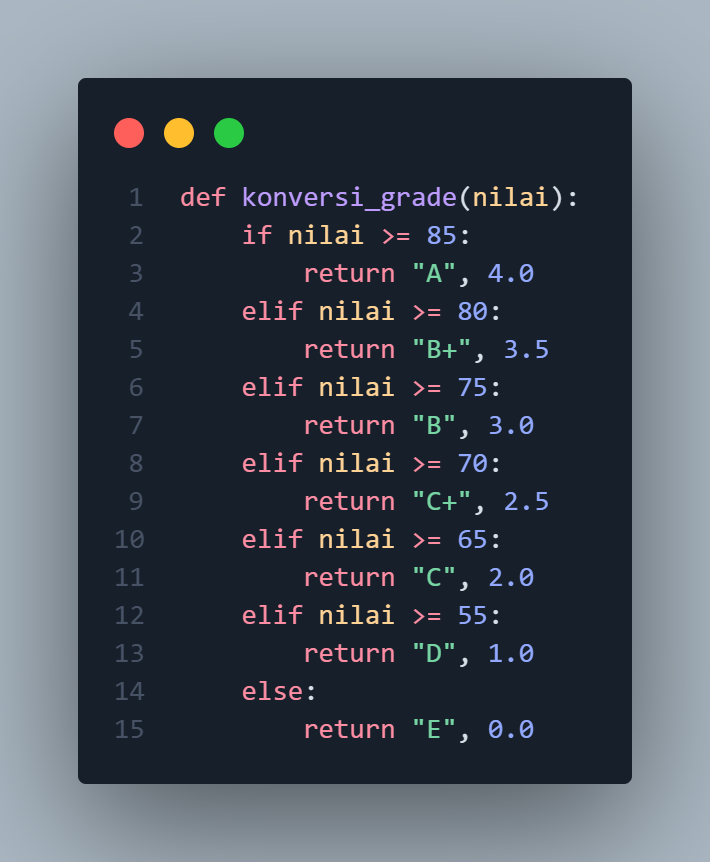 1 def konversi_grade(nilai):
2     if nilai >= 85:
3         return "A", 4.0
4     elif nilai >= 80:
5         return "B+", 3.5
6     elif nilai >= 75:
7         return "B", 3.0
8     elif nilai >= 70:
9         return "C+", 2.5
10     elif nilai >= 65:
11         return "C", 2.0
12     elif nilai >= 55:
13         return "D", 1.0
14     else:
15         return "E", 0.0